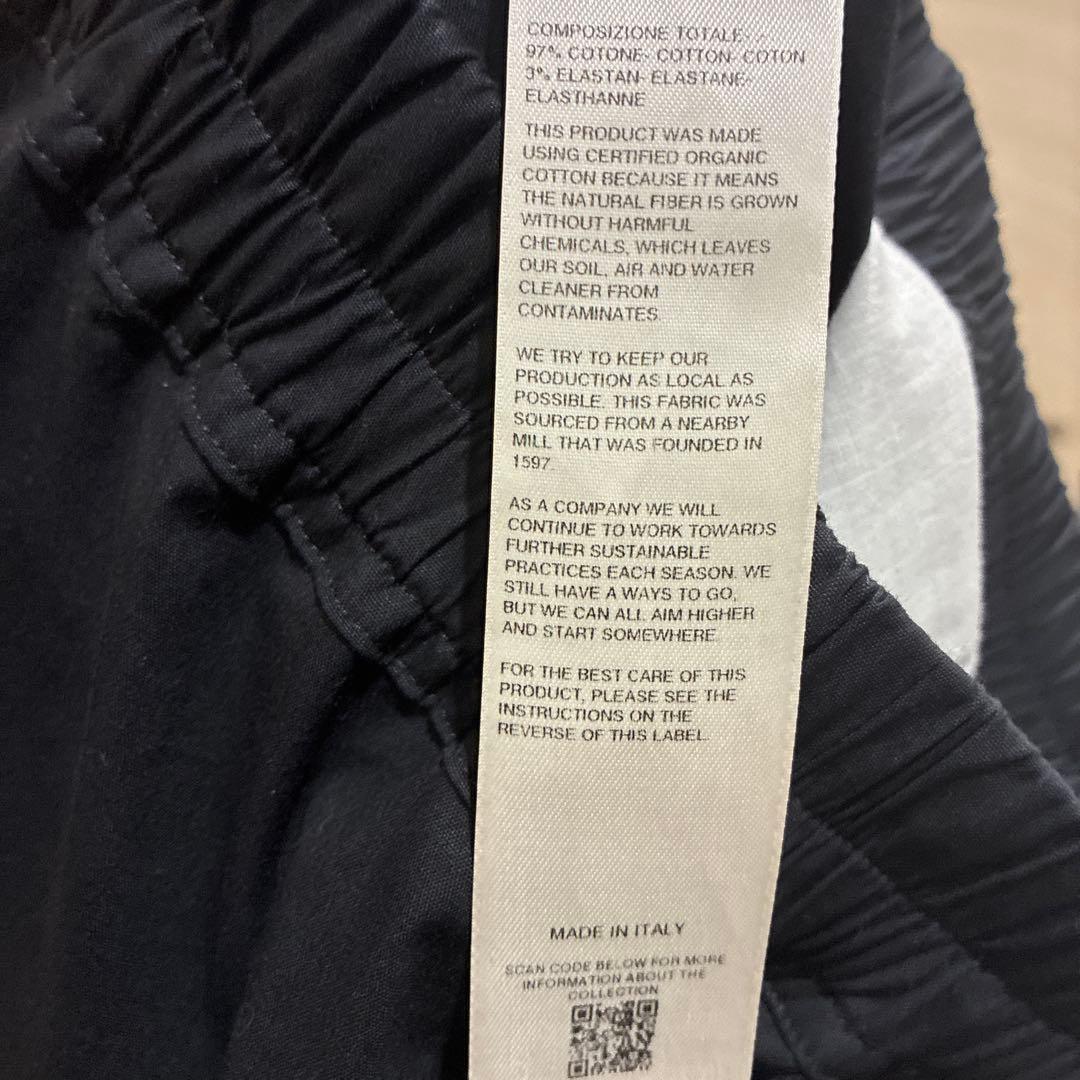 COMPOSIZIONE TOTALE-
97% COTONE- COTTON- COTON
3% ELASTAN- ELASTANE-
ELASTHANNE
THIS PRODUCT WAS MADE
USING CERTIFIED ORGANIC
COTTON BECAUSE IT MEANS
THE NATURAL FIBER IS GROWN
WITHOUT HARMFUL
CHEMICALS, WHICH LEAVES
OUR SOIL, AIR AND WATER
CLEANER FROM
CONTAMINATES.
WE TRY TO KEEP OUR
PRODUCTION AS LOCAL AS
POSSIBLE. THIS FABRIC WAS
SOURCED FROM A NEARBY
MILL THAT WAS FOUNDED IN
1597.
AS A COMPANY WE WILL
CONTINUE TO WORK TOWARDS
FURTHER SUSTAINABLE
PRACTICES EACH SEASON. WE
STILL HAVE A WAYS TO GO,
BUT WE CAN ALL AIM HIGHER
AND START SOMEWHERE.
FOR THE BEST CARE OF THIS
PRODUCT, PLEASE SEE THE
INSTRUCTIONS ON THE
REVERSE OF THIS LABEL.
MADE IN ITALY
SCAN CODE BELOW FOR MORE
INFORMATION ABOUT THE
COLLECTION